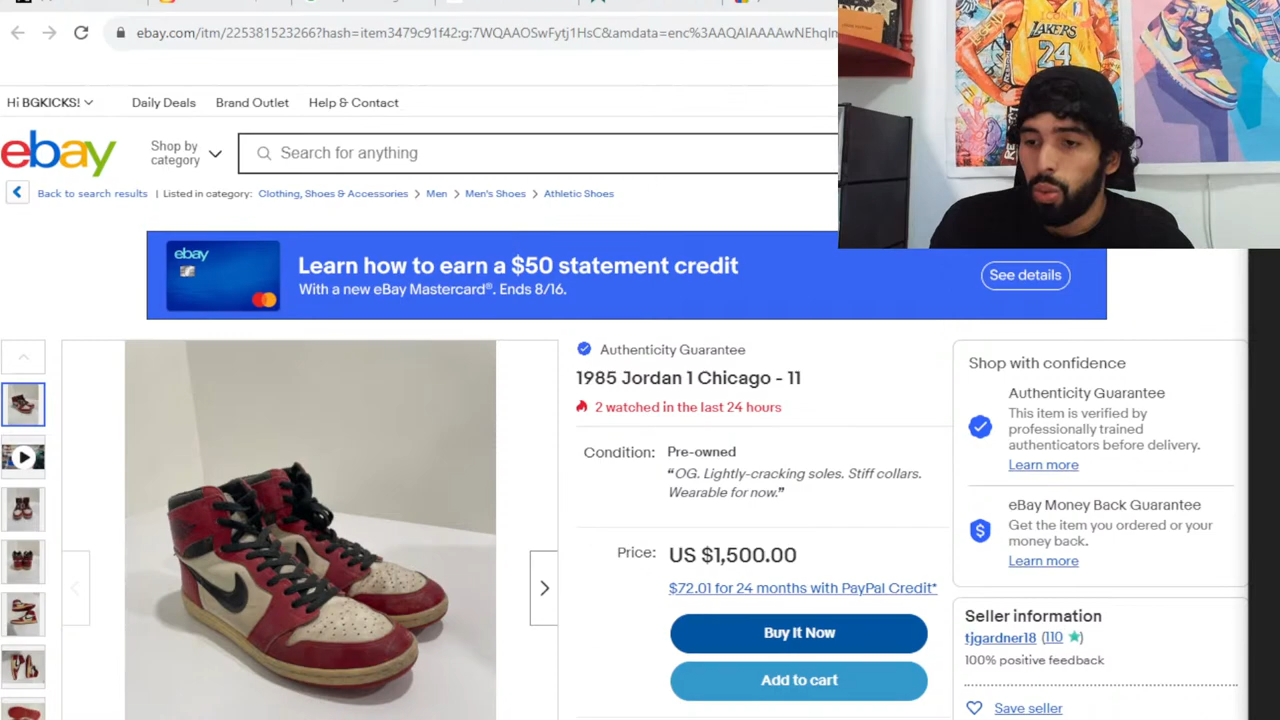 ebay.com/itm/225381523266?hash=item3479c91f42:g:7WQAAOSwFytj1HsC&amdata=enc%3AAQAIAAAAwNEhqIm
Hi BGKICKS!
Daily Deals
Brand Outlet
Help & Contact
ebay
Shop by
category
Search for anything
Back to search results
Listed in category:
Clothing, Shoes & Accessories
Men
Men's Shoes
Athletic Shoes
LAKERS
24
ebay
Learn how to earn a $50 statement credit
With a new eBay Mastercard®. Ends 8/16.
See details
Authenticity Guarantee
1985 Jordan 1 Chicago - 11
2 watched in the last 24 hours
Condition: Pre-owned
“OG. Lightly-cracking soles. Stiff collars.
Wearable for now.”
Price: US $1,500.00
$72.01 for 24 months with PayPal Credit*
Buy It Now
Add to cart
Shop with confidence
Authenticity Guarantee
This item is verified by
professionally trained
authenticators before delivery.
Learn more
eBay Money Back Guarantee
Get the item you ordered or your
money back.
Learn more
Seller information
tjgardner18 (110)
100% positive feedback
Save seller